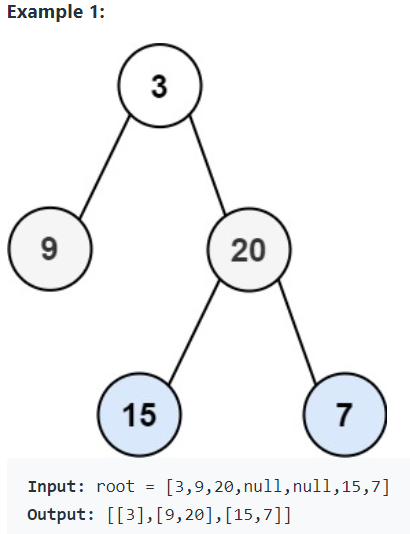 Example 1:
3
9
20
15
7
Input: root = [3,9,20,null,null,15,7]
Output: [[3],[9,20],[15,7]]